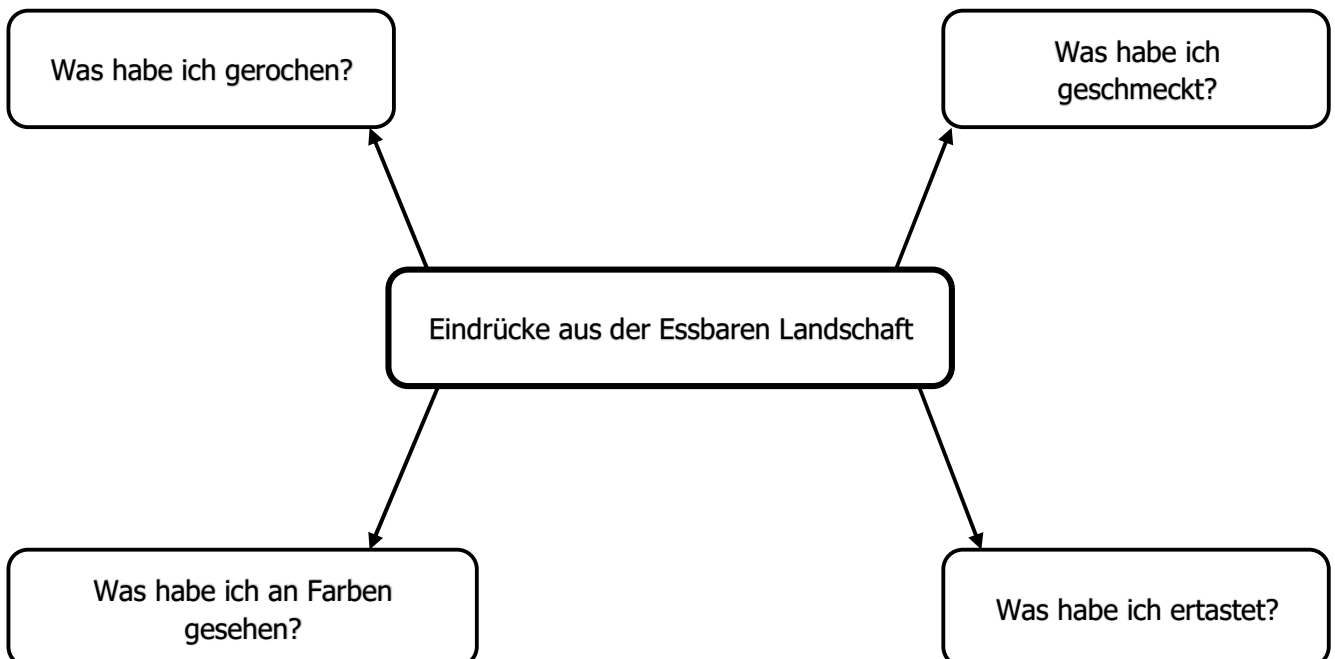 Was habe ich gerochen?
Was habe ich
geschmeckt?
Eindrücke aus der Essbaren Landschaft
Was habe ich an Farben
gesehen?
Was habe ich ertastet?